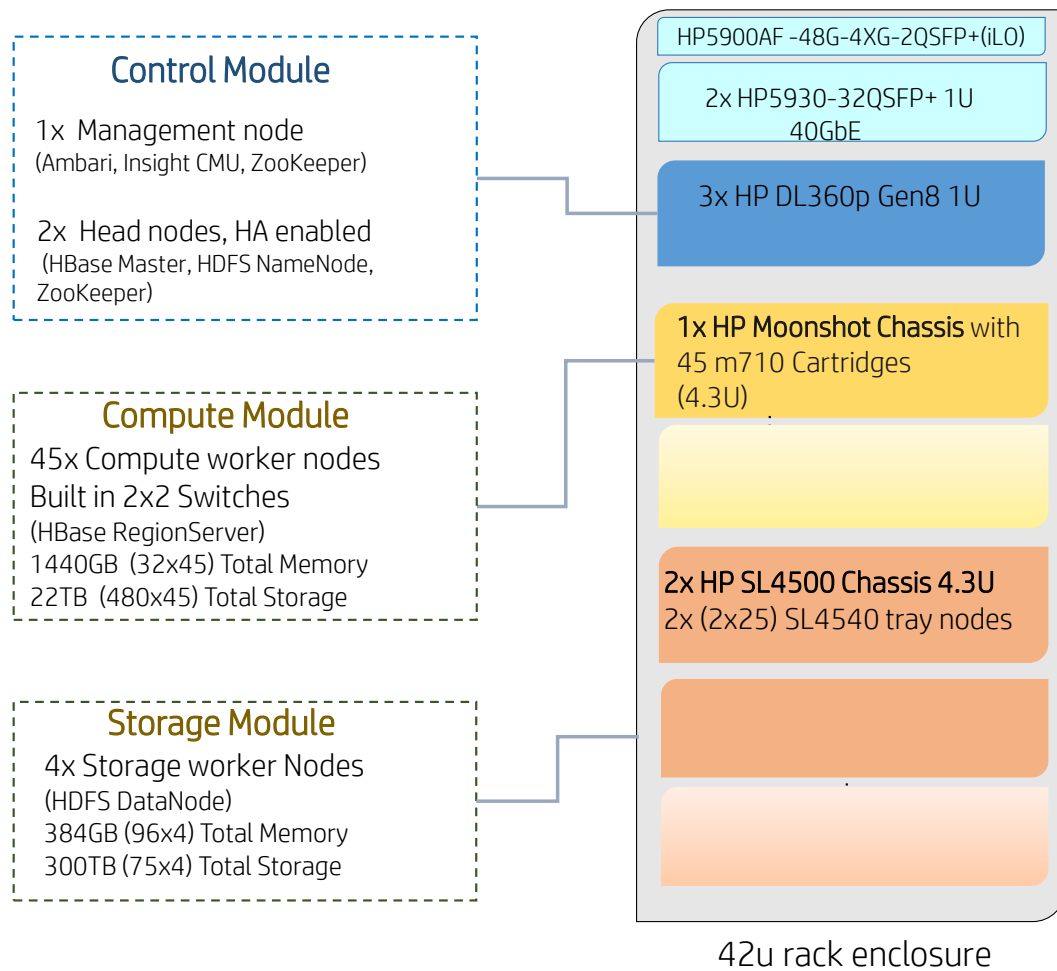 Control Module
1x  Management node
(Ambari, Insight CMU, ZooKeeper)
2x  Head nodes, HA enabled
(HBase Master, HDFS NameNode,
ZooKeeper)
Compute Module
45x Compute worker nodes
Built in 2x2 Switches
(HBase RegionServer)
1440GB  (32x45) Total Memory
22TB  (480x45) Total Storage
Storage Module
4x Storage worker Nodes
(HDFS DataNode)
384GB (96x4) Total Memory
300TB (75x4) Total Storage
HP5900AF -48G-4XG-2QSFP+(iLO)
2x HP5930-32QSFP+ 1U
40GbE
3x HP DL360p Gen8 1U
1x HP Moonshot Chassis with
45 m710 Cartridges
(4.3U)
2x HP SL4500 Chassis 4.3U
2x (2x25) SL4540 tray nodes
42u rack enclosure